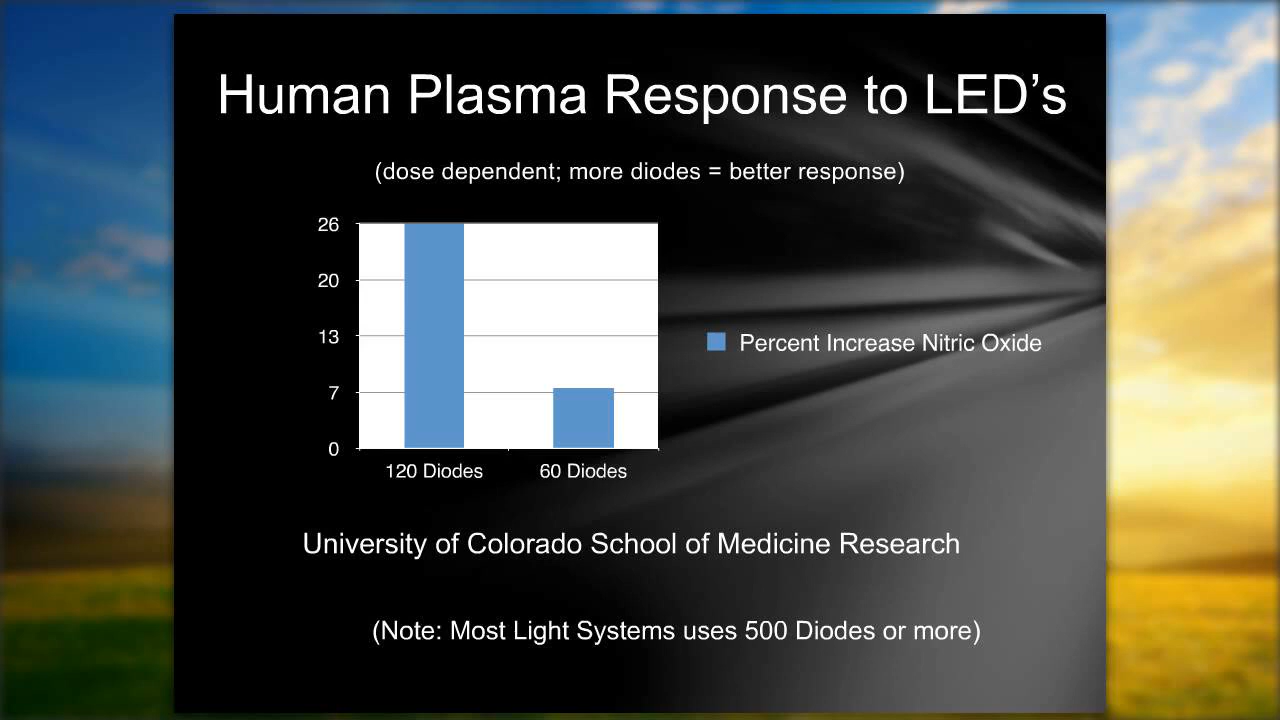 Human Plasma Response to LED’s
(dose dependent; more diodes = better response)
26
20
13
7
0
120 Diodes 60 Diodes
Percent Increase Nitric Oxide
University of Colorado School of Medicine Research
(Note: Most Light Systems uses 500 Diodes or more)